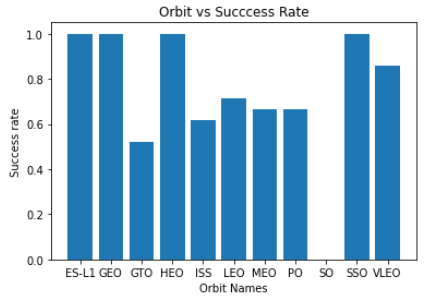 Orbit vs Succcess Rate
1.0
0.8
0.6
0.4
0.2
0.0
Success rate
ES-L1 GEO GTO HEO ISS LEO MEO PO SO SSO VLEO
Orbit Names